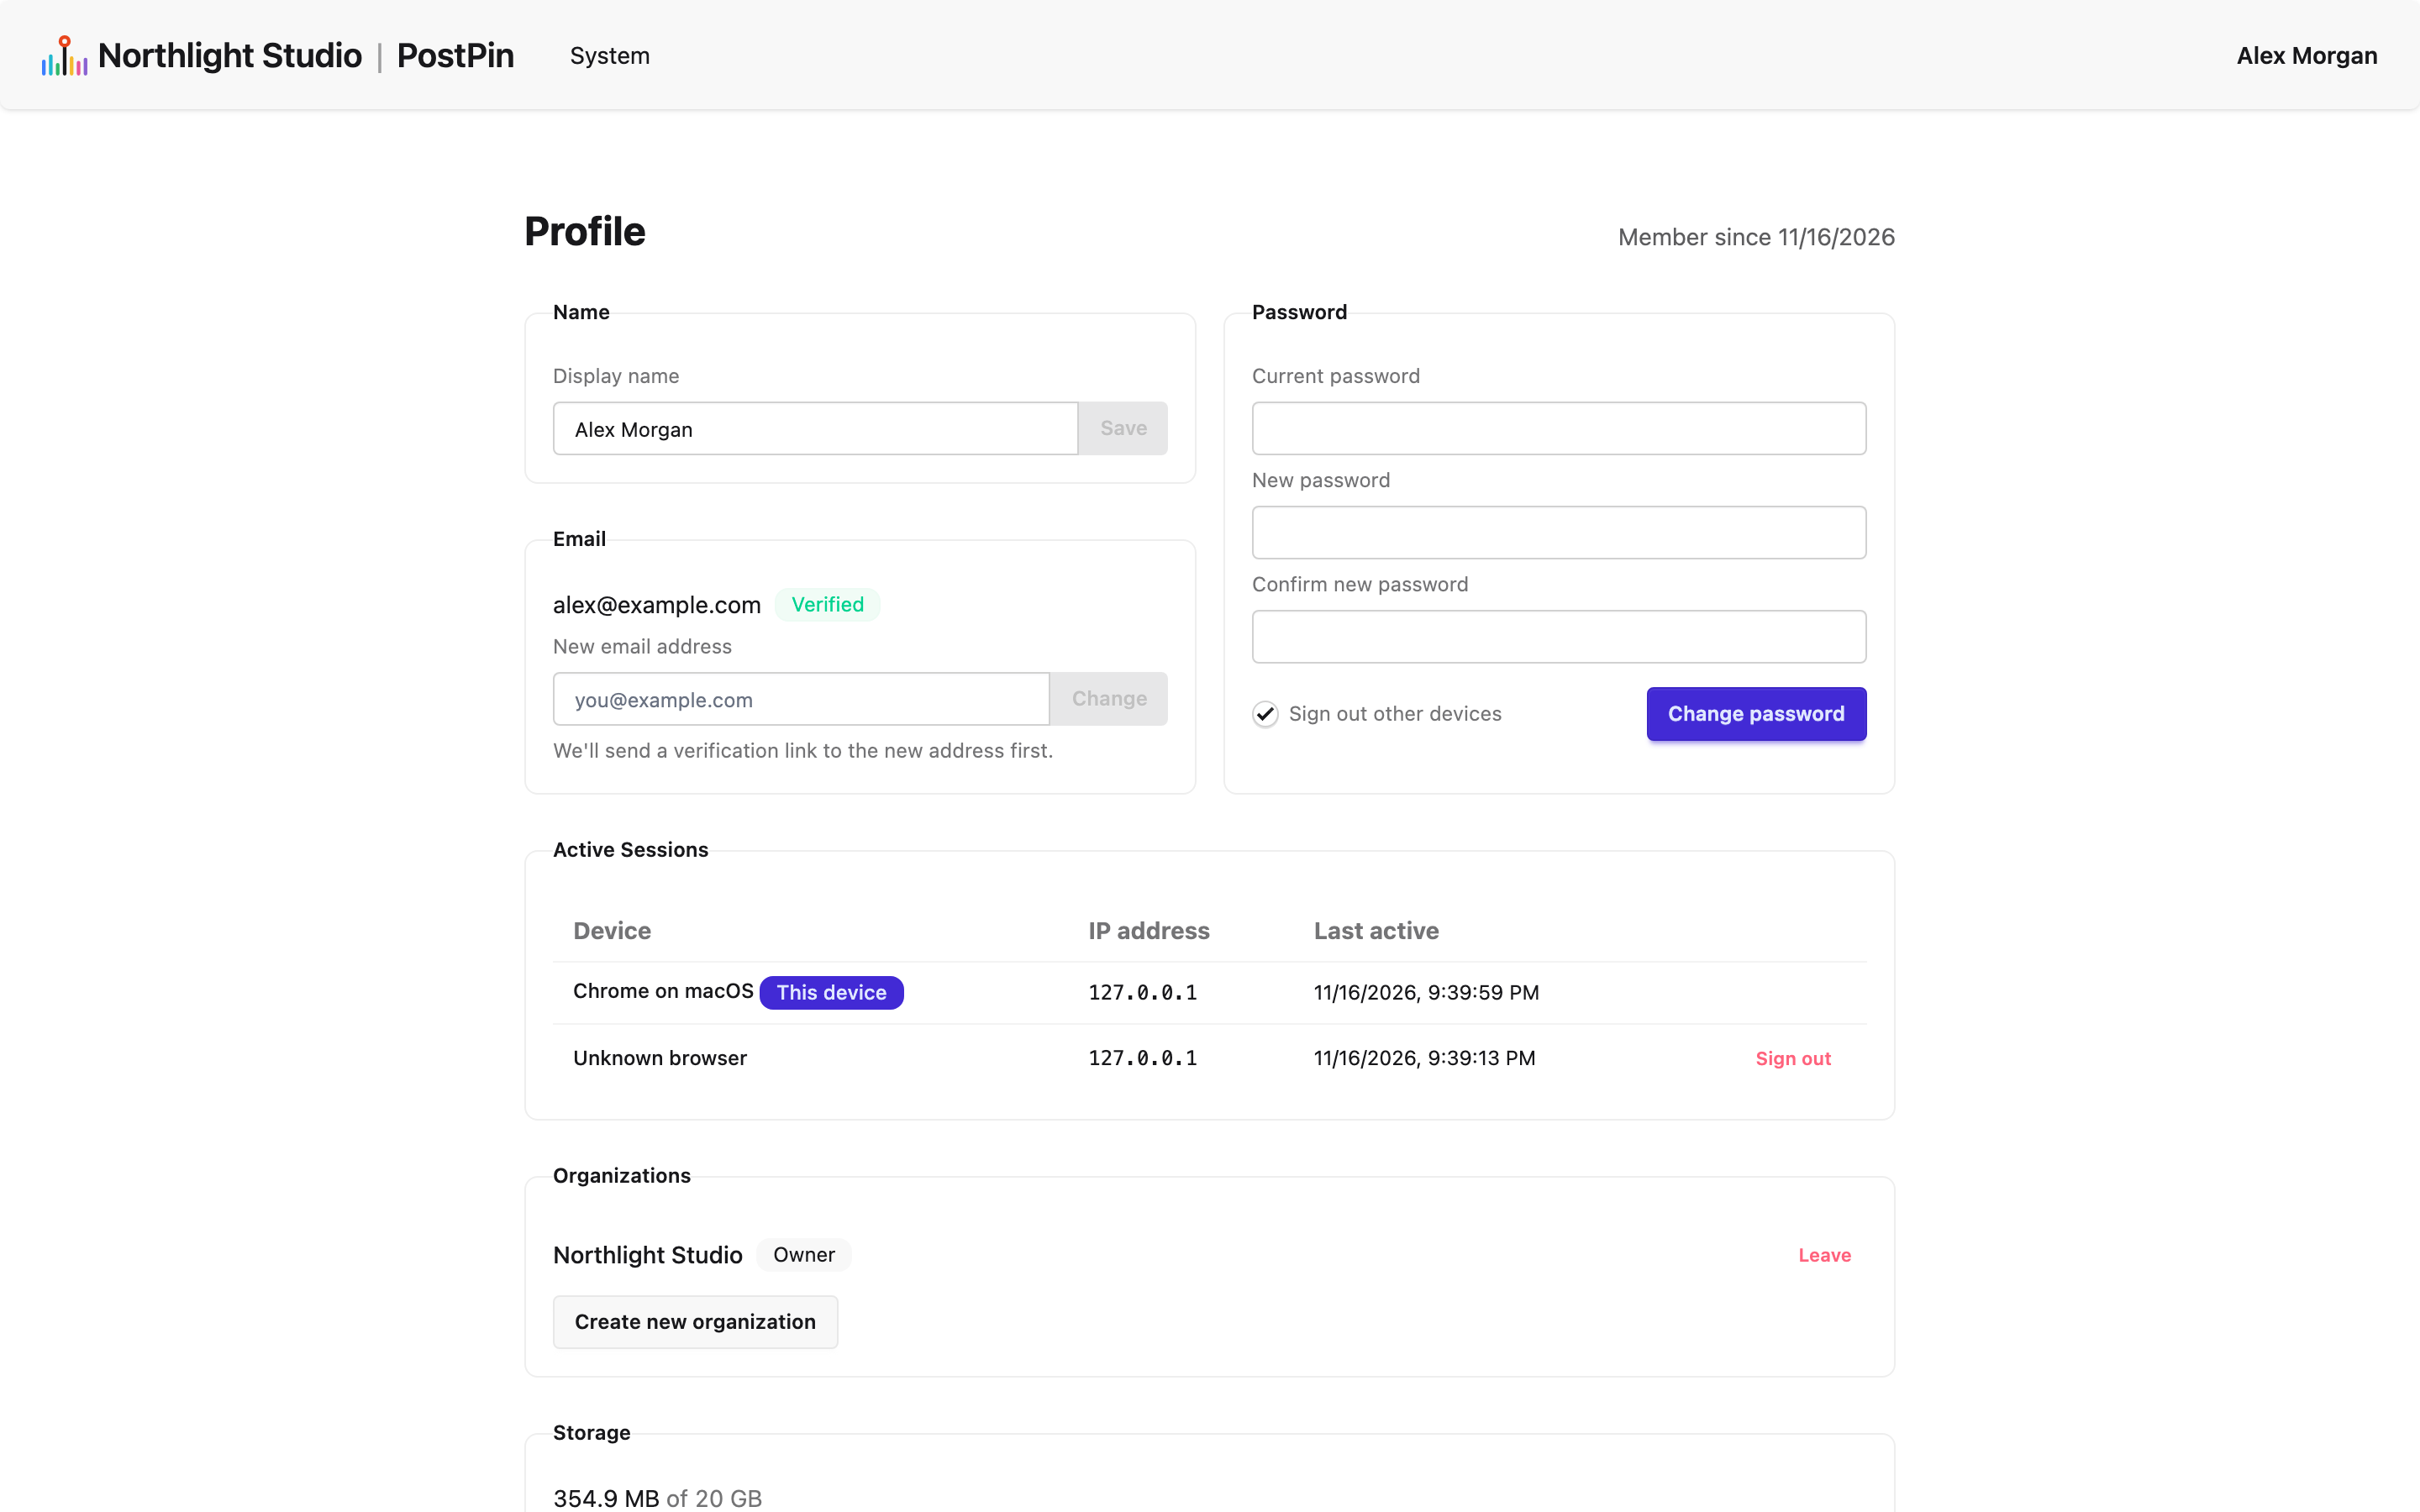 Northlight Studio | PostPin
System
Alex Morgan
Profile
Member since 11/16/2026
Name
Display name
Alex Morgan
Save
Email
alex@example.com
Verified
New email address
you@example.com
Change
We'll send a verification link to the new address first.
Password
Current password
New password
Confirm new password
Sign out other devices
Change password
Active Sessions
Device IP address Last active
Chrome on macOS This device 127.0.0.1 11/16/2026, 9:39:59 PM
Unknown browser 127.0.0.1 11/16/2026, 9:39:13 PM Sign out
Organizations
Northlight Studio Owner Leave
Create new organization
Storage
354.9 MB of 20 GB